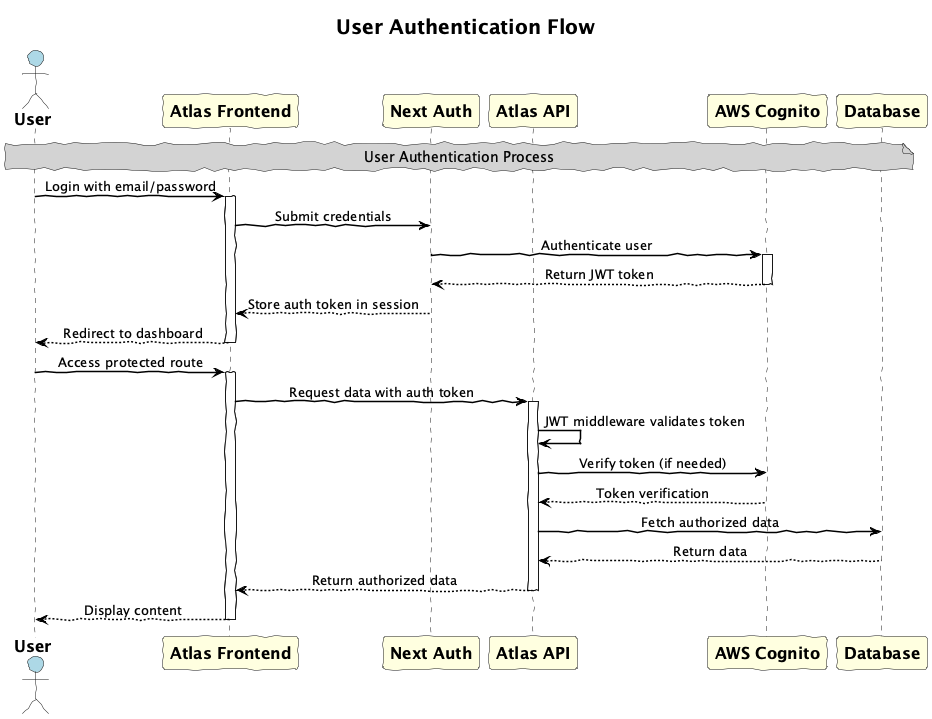 User Authentication Flow
User
Atlas Frontend
Next Auth
Atlas API
AWS Cognito
Database
User Authentication Process
Login with email/password
Submit credentials
Authenticate user
Return JWT token
Store auth token in session
Redirect to dashboard
Access protected route
Request data with auth token
JWT middleware validates token
Verify token (if needed)
Token verification
Fetch authorized data
Return data
Return authorized data
Display content
User
Atlas Frontend
Next Auth
Atlas API
AWS Cognito
Database